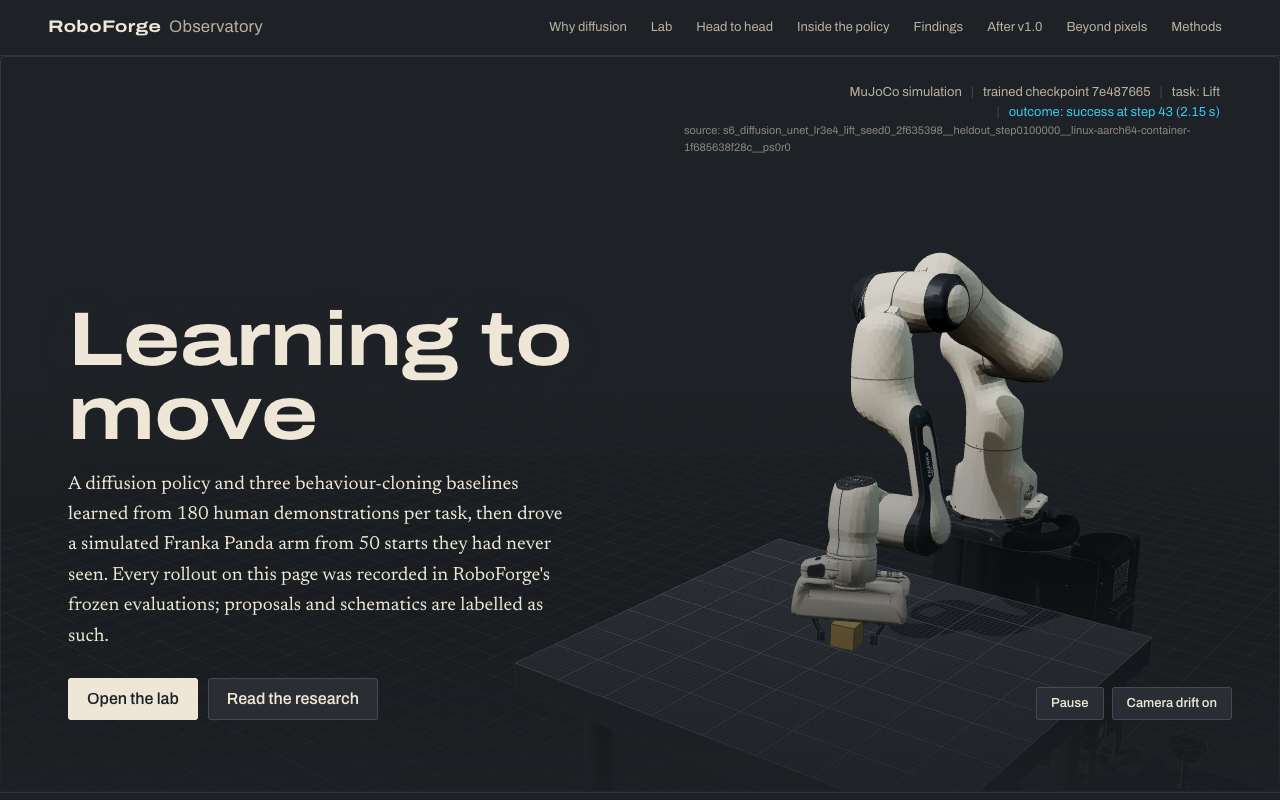 RoboForge Observatory
Why diffusion Lab Head to head Inside the policy Findings After v1.0 Beyond pixels Methods
MuJoCo simulation | trained checkpoint 7e487665 | task: Lift
| outcome: success at step 43 (2.15 s)
source: s6_diffusion_unet_lr3e4_lift_seed0_2f635398__heldout_step0100000__linux-aarch64-container-
1f685638f28c__ps0r0
Learning to
move
A diffusion policy and three behaviour-cloning baselines
learned from 180 human demonstrations per task, then drove
a simulated Franka Panda arm from 50 starts they had never
seen. Every rollout on this page was recorded in RoboForge's
frozen evaluations; proposals and schematics are labelled as
such.
Open the lab Read the research
Pause Camera drift on